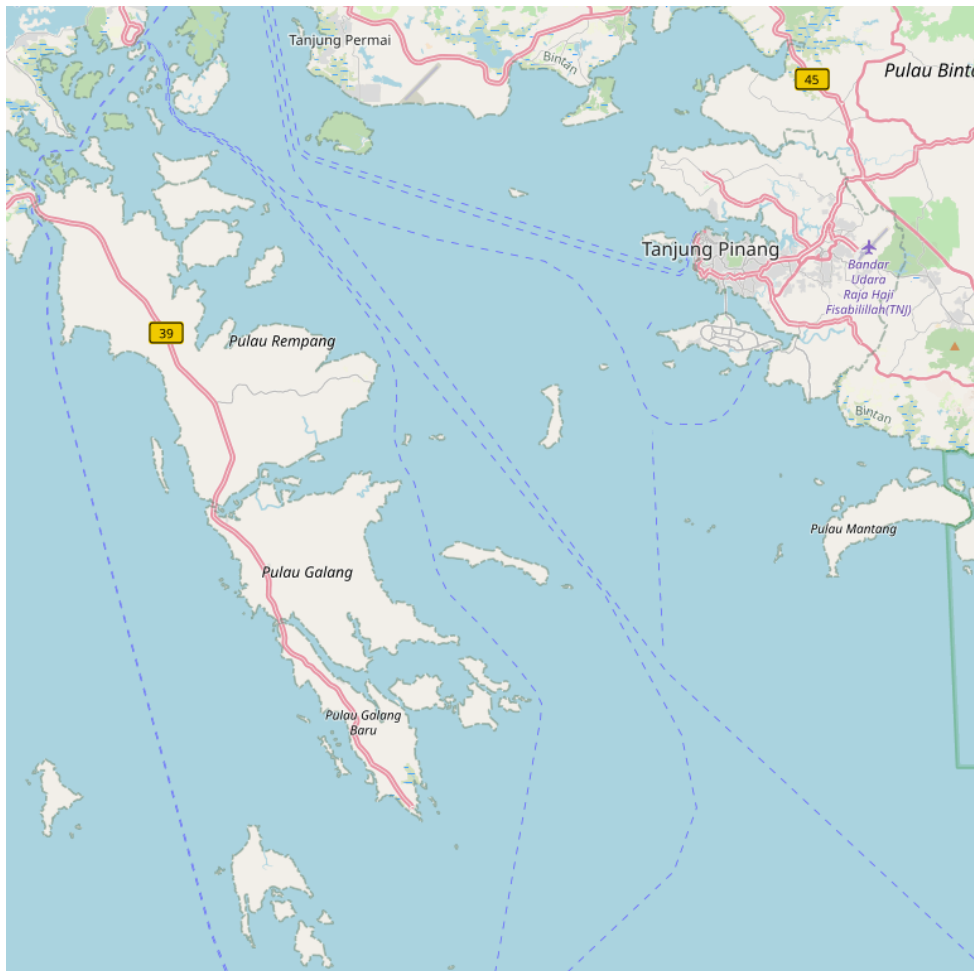 Tanjung Permai
Bintan
45
Pulau Bint
Tanjung Pinang
Bandar
Udara
Raja Haji
Fisabilillah(TNJ)
39
Pulau Rempang
Bintan
Pulau Mantang
Pulau Galang
Pulau Galang
Baru